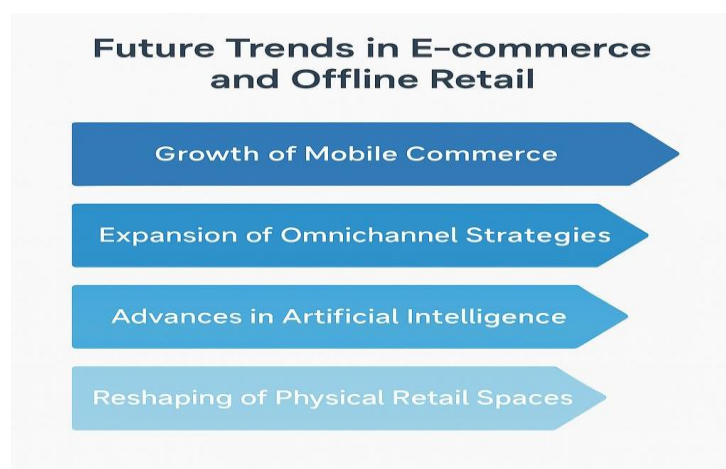 Future Trends in E-commerce
and Offline Retail
Growth of Mobile Commerce
Expansion of Omnichannel Strategies
Advances in Artificial Intelligence
Reshaping of Physical Retail Spaces